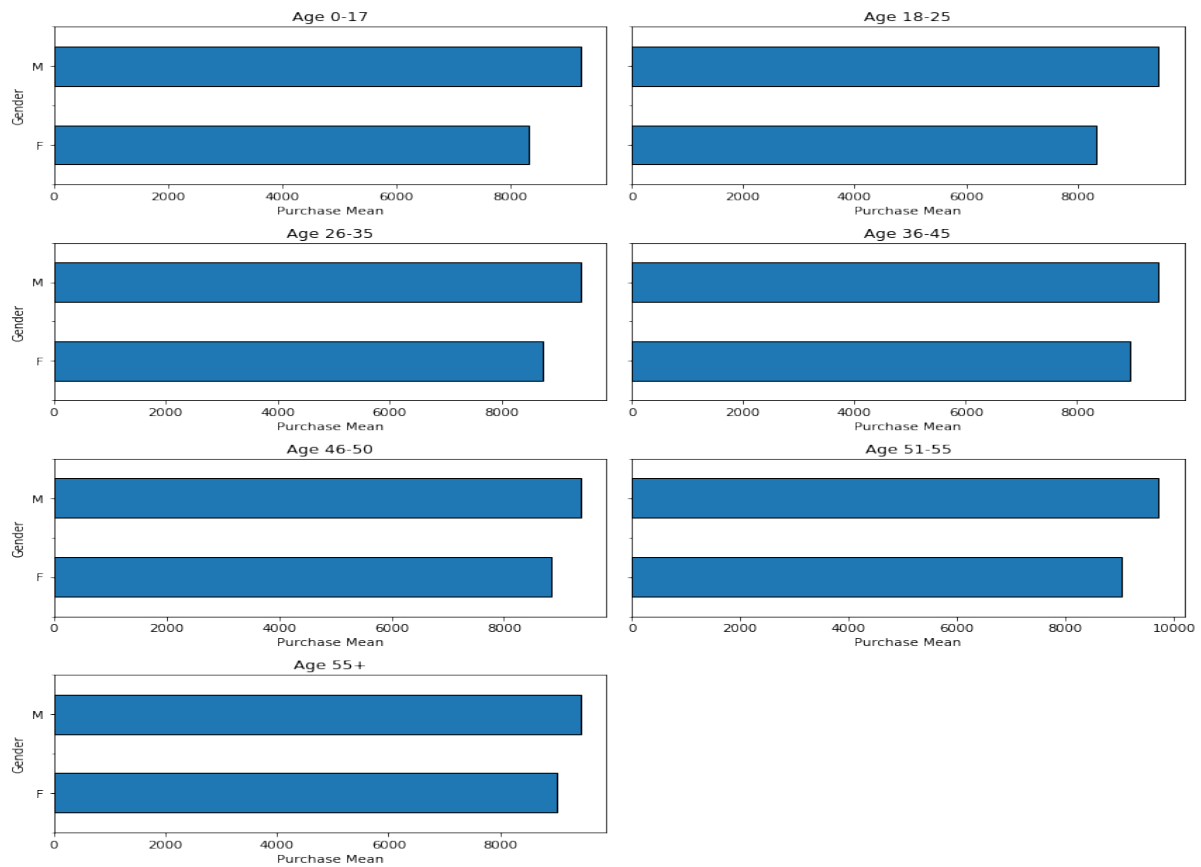 Age 0-17
M
F
Gender
0 2000 4000 6000 8000
Purchase Mean
Age 18-25
0 2000 4000 6000 8000
Purchase Mean
Age 26-35
M
F
Gender
0 2000 4000 6000 8000
Purchase Mean
Age 36-45
0 2000 4000 6000 8000
Purchase Mean
Age 46-50
M
F
Gender
0 2000 4000 6000 8000
Purchase Mean
Age 51-55
0 2000 4000 6000 8000 10000
Purchase Mean
Age 55+
M
F
Gender
0 2000 4000 6000 8000
Purchase Mean